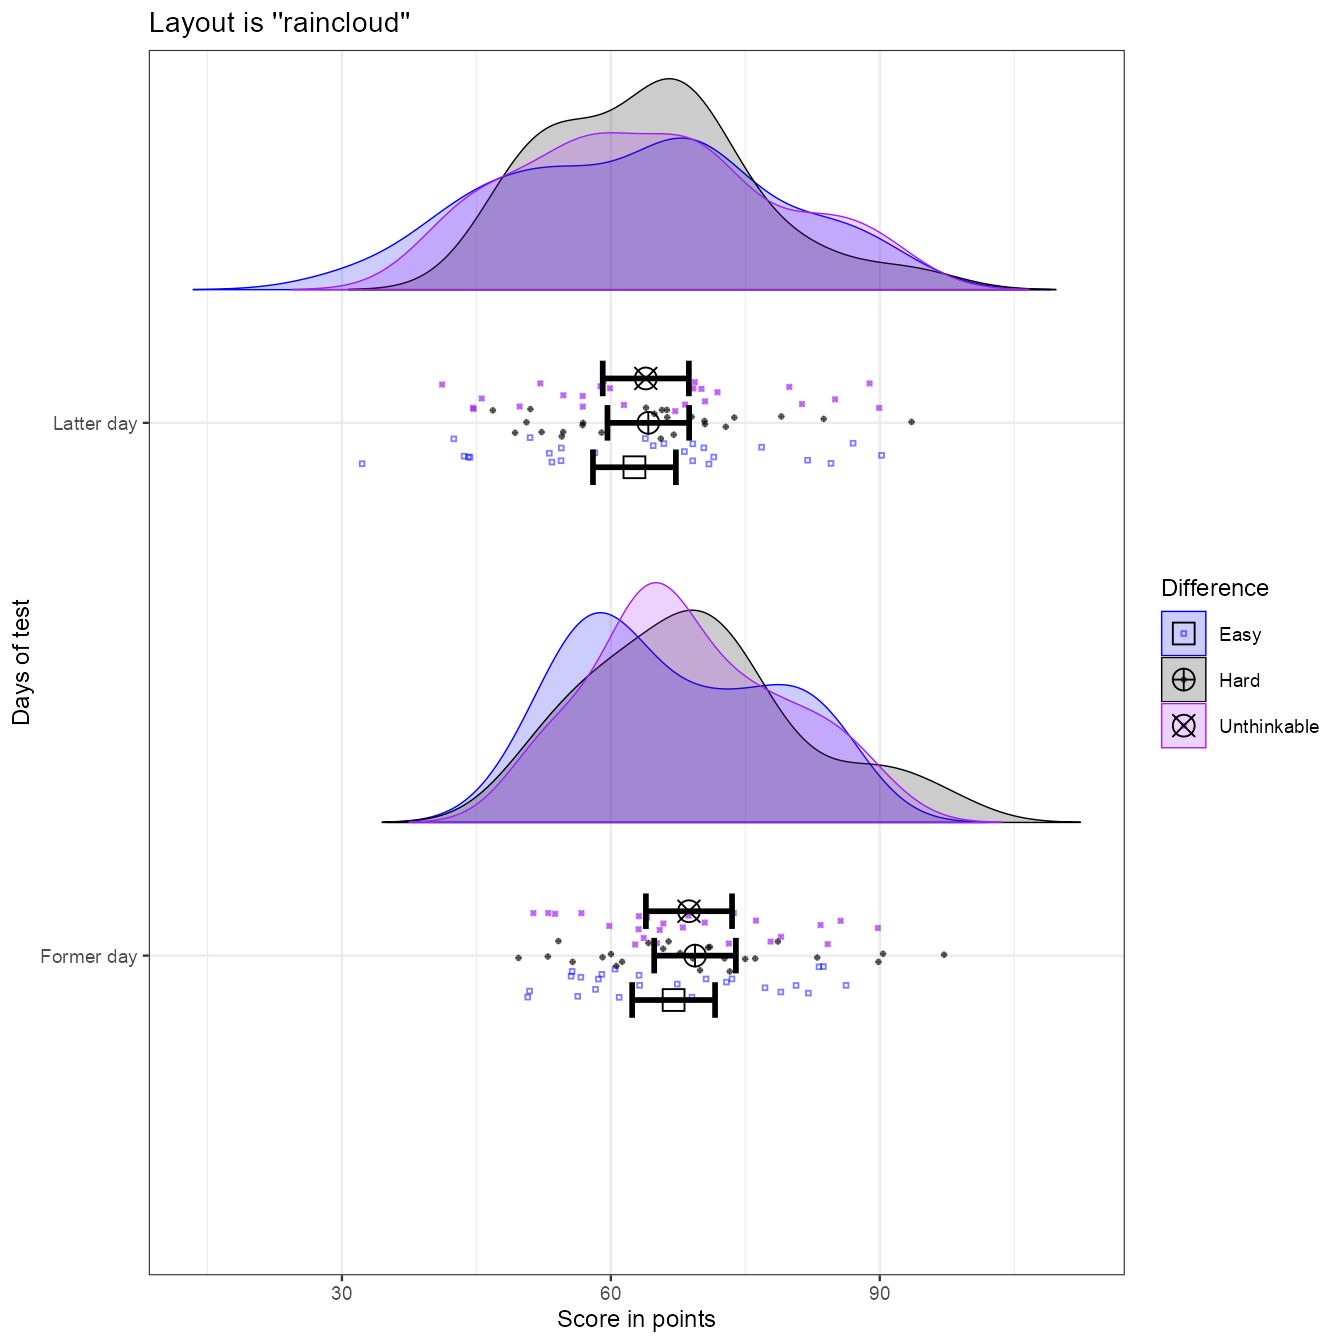 Layout is "raincloud"
Latter day
Former day
Days of test
30
60
90
Score in points
Difference
Easy
Hard
Unthinkable